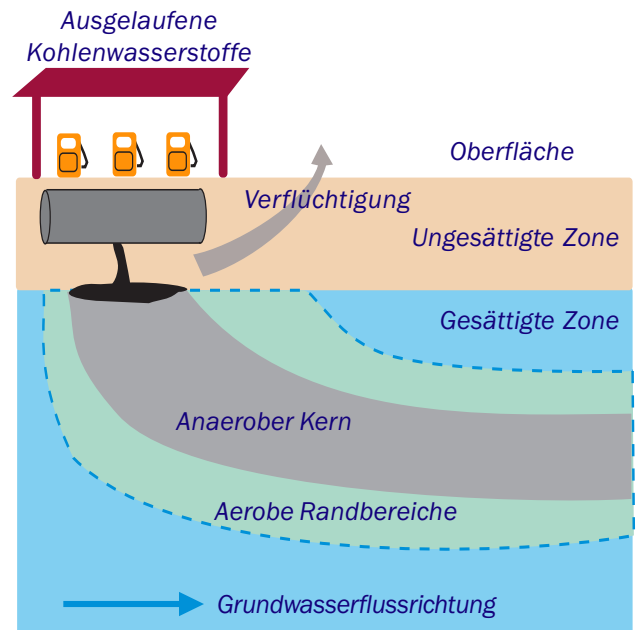 Ausgelaufene
Kohlenwasserstoffe
Oberfläche
Verflüchtigung
Ungesättigte Zone
Gesättigte Zone
Anaerober Kern
Aerobe Randbereiche
Grundwasserflussrichtung